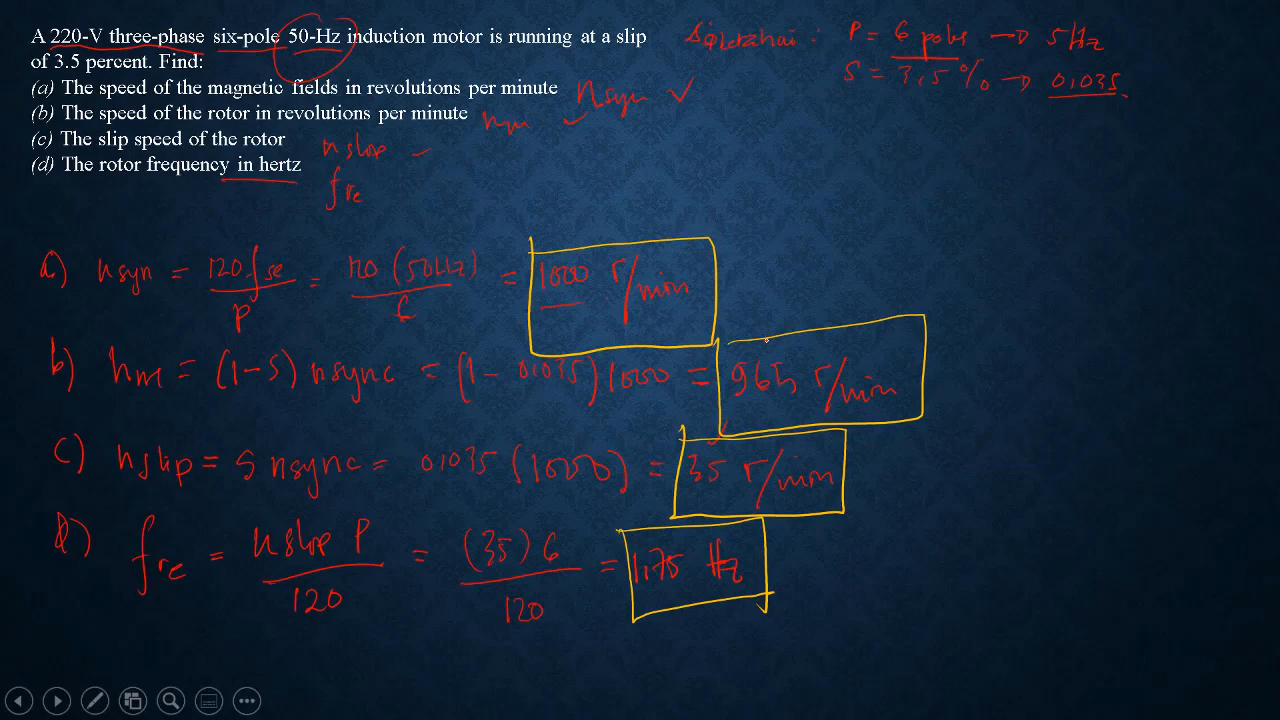 A 220-V three-phase six-pole 50-Hz induction motor is running at a slip
of 3.5 percent. Find:
(a) The speed of the magnetic fields in revolutions per minute
(b) The speed of the rotor in revolutions per minute
(c) The slip speed of the rotor
(d) The rotor frequency in hertz
P = 6 poles → 5Hz
S = 3,5 % → 0,035
nsyn ✓
nm
nslip
fre
a) nsyn = 120 fse / P = 120 (50Hz) / 6 = 1000 r/min
b) nm = (1-S) nsync = (1 - 0,035) 1000 = 965 r/min
c) nslip = S nsync = 0,035 (1000) = 35 r/min
d) fre = nslip P / 120 = (35) 6 / 120 = 1,75 Hz